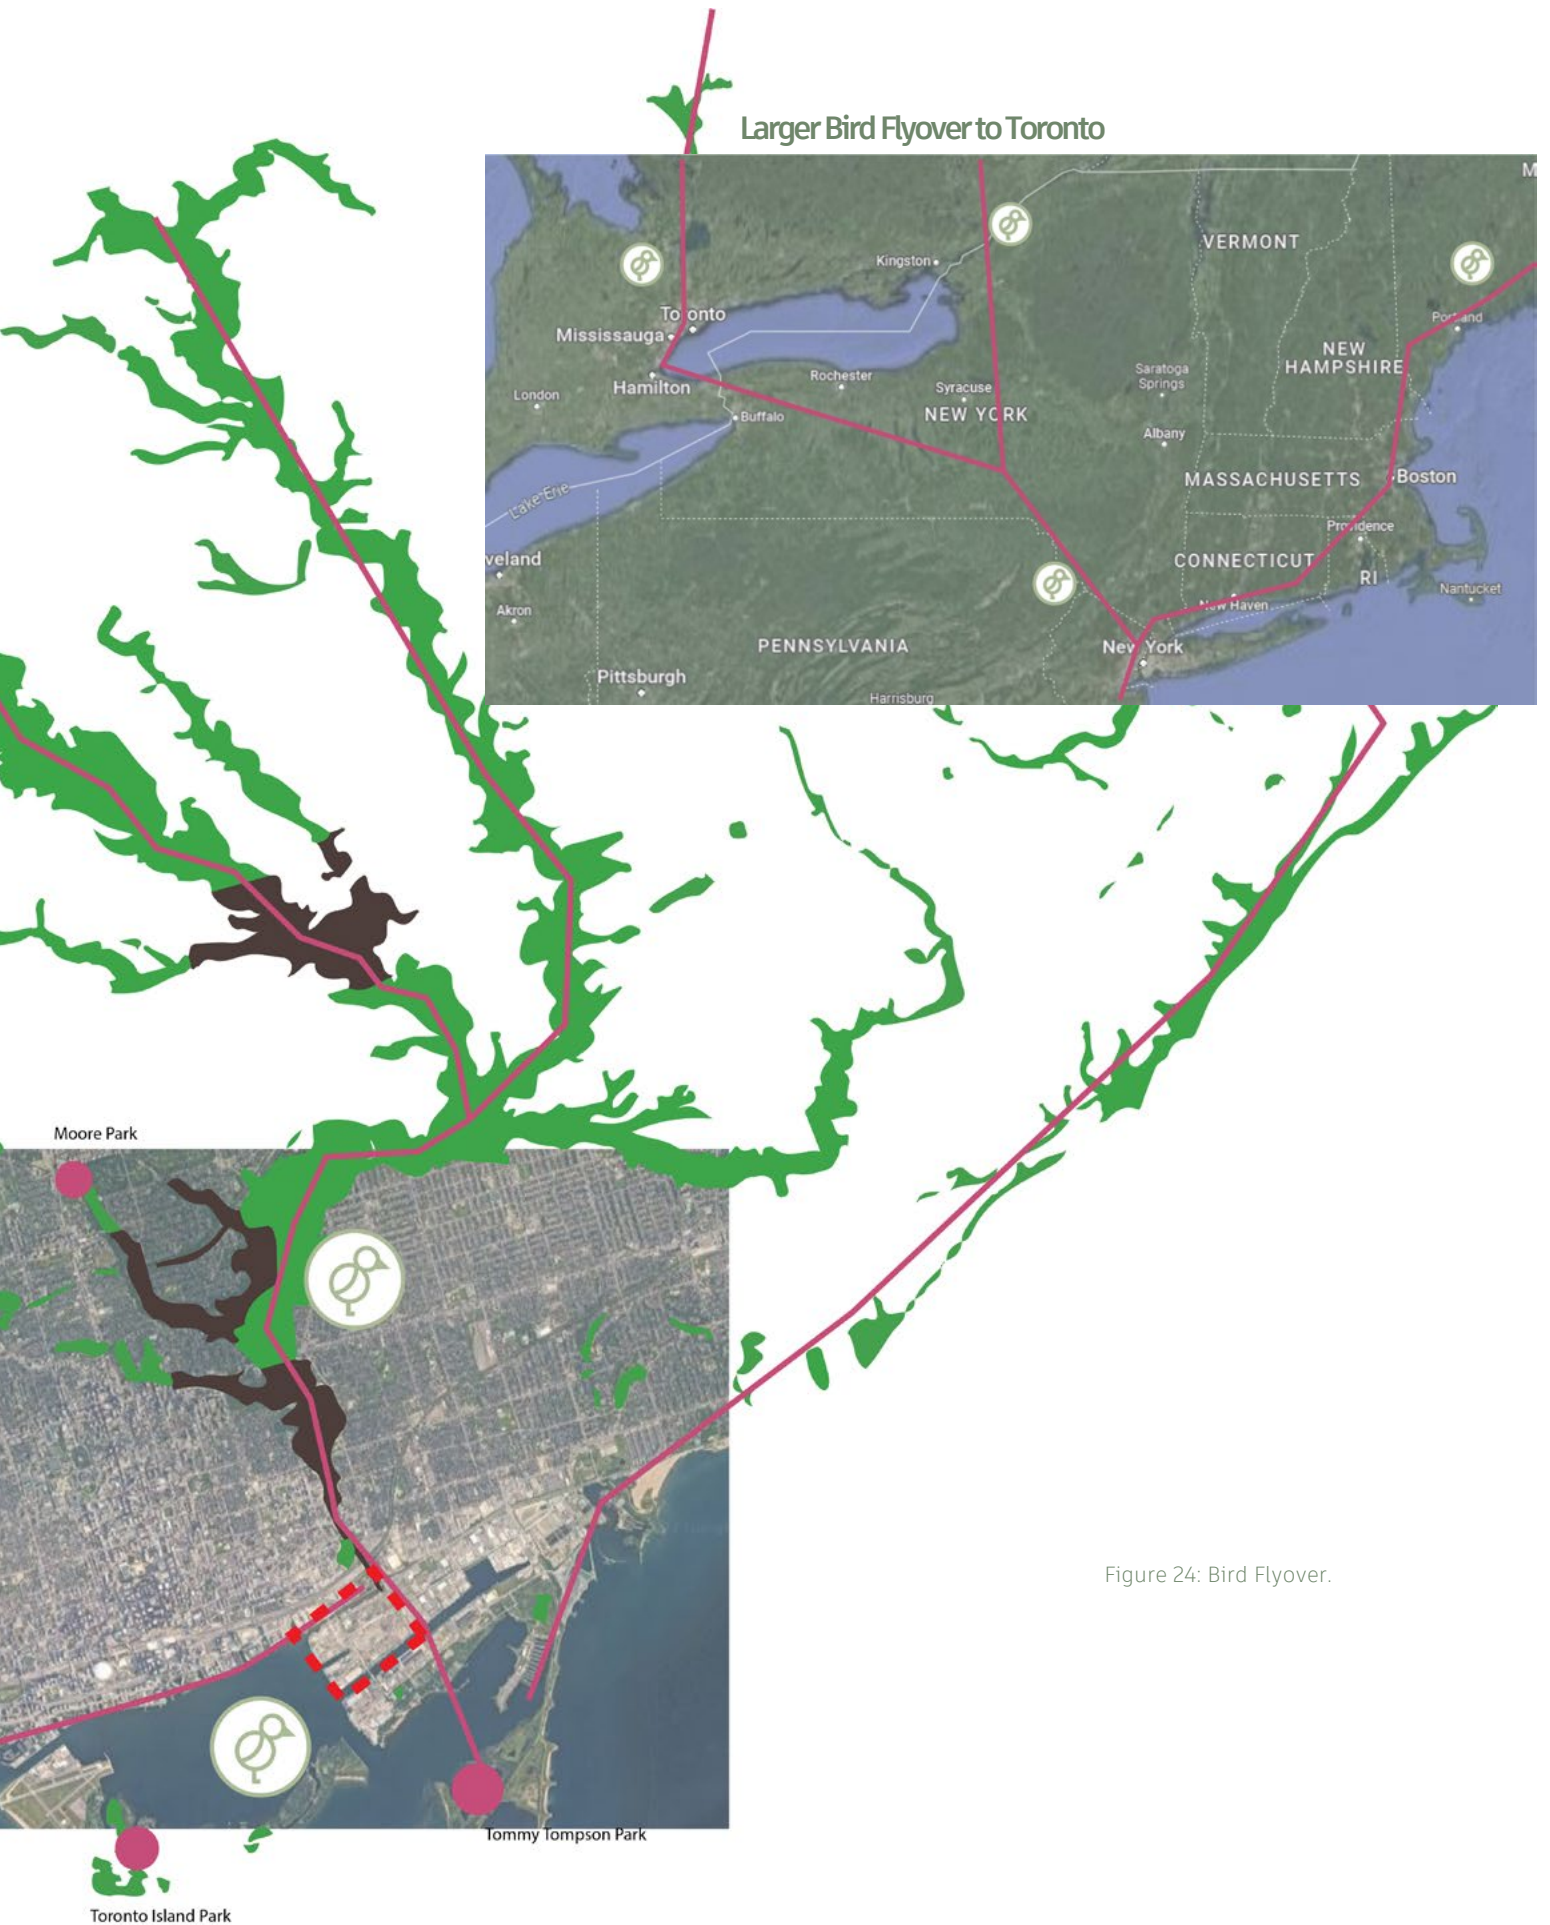 Larger Bird Flyover to Toronto
M
VERMONT
Kingston
Toronto
Mississauga
Portland
NEW
HAMPSHIRE
Hamilton
Rochester
Saratoga
Springs
Syracuse
London
NEW YORK
Buffalo
Albany
MASSACHUSETTS
Boston
Lake Erie
Providence
veland
CONNECTICUT
RI
Nantucket
Akron
New Haven
PENNSYLVANIA
New York
Pittsburgh
Harrisburg
Moore Park
Figure 24: Bird Flyover.
Tommy Tompson Park
Toronto Island Park